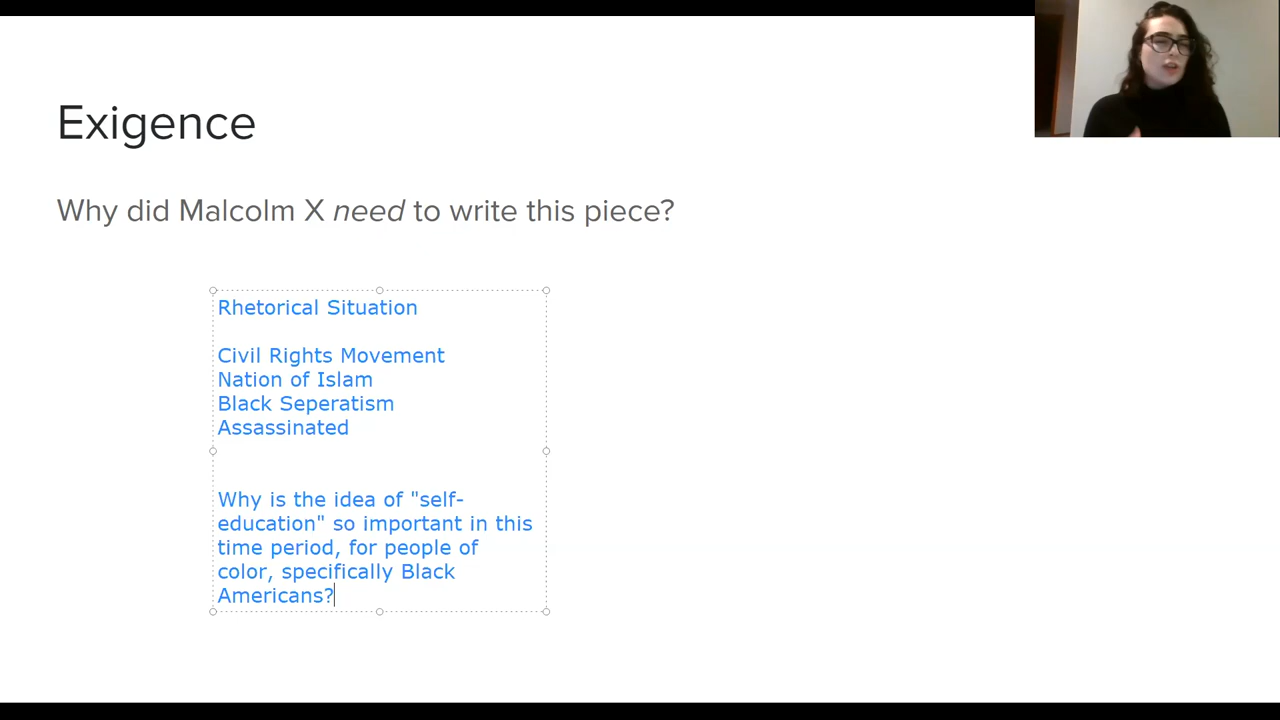 Exigence
Why did Malcolm X need to write this piece?
Rhetorical Situation
Civil Rights Movement
Nation of Islam
Black Seperatism
Assassinated
Why is the idea of "self-
education" so important in this
time period, for people of
color, specifically Black
Americans?